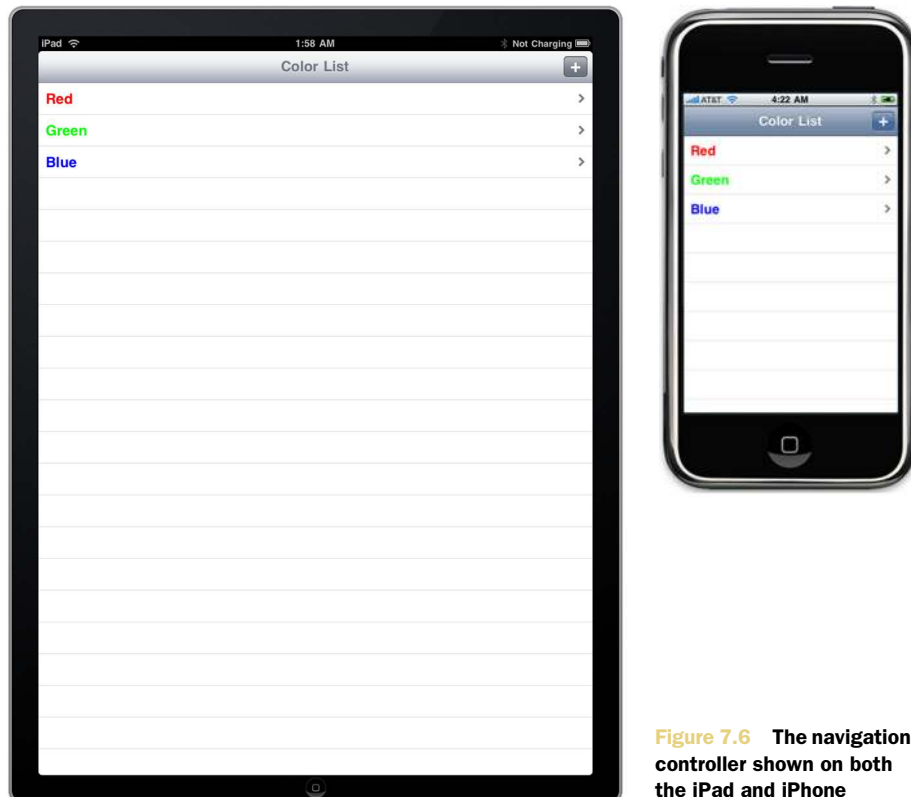 iPad
1:58 AM
Not Charging
Color List
+
Red
Green
Blue
AT&T
4:22 AM
Color List
+
Red
Green
Blue
Figure 7.6 The navigation
controller shown on both
the iPad and iPhone